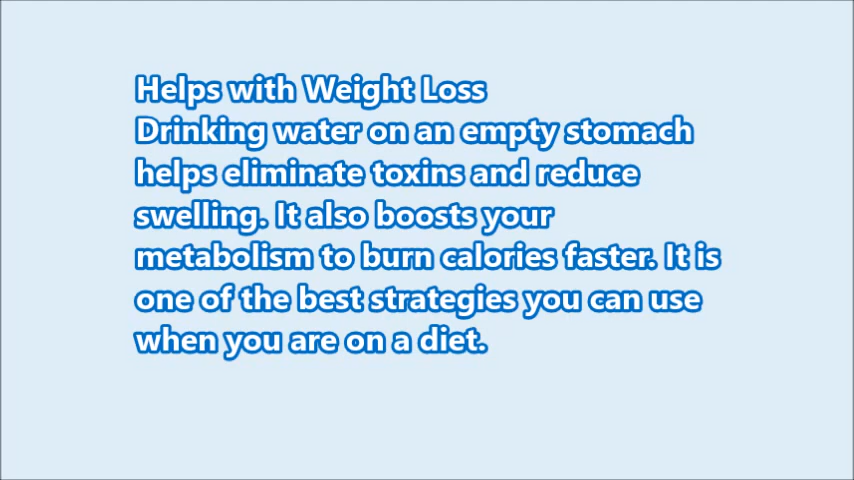 Helps with Weight Loss
Drinking water on an empty stomach
helps eliminate toxins and reduce
swelling. It also boosts your
metabolism to burn calories faster. It is
one of the best strategies you can use
when you are on a diet.